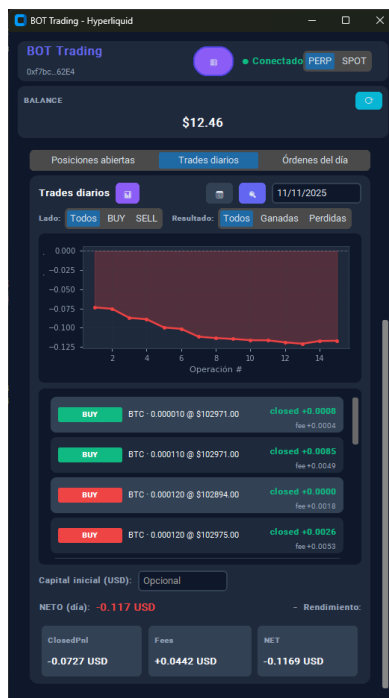 BOT Trading - Hyperliquid
BOT Trading
0xf7bc...62E4
Conectado PERP SPOT
BALANCE
$12.46
Posiciones abiertas Trades diarios Órdenes del día
Trades diarios 11/11/2025
Lado: Todos BUY SELL Resultado: Todos Ganadas Perdidas
0.000
−0.025
−0.050
−0.075
−0.100
−0.125
2 4 6 8 10 12 14
Operación #
BUY BTC · 0.000010 @ $102971.00 closed +0.0008
fee+0.0004
BUY BTC · 0.000110 @ $102971.00 closed +0.0085
fee+0.0049
BUY BTC · 0.000120 @ $102894.00 closed +0.0000
fee+0.0018
BUY BTC · 0.000120 @ $102975.00 closed +0.0026
fee+0.0053
Capital inicial (USD): Opcional
NETO (día): -0.117 USD – Rendimiento:
ClosedPnl Fees NET
-0.0727 USD +0.0442 USD -0.1169 USD